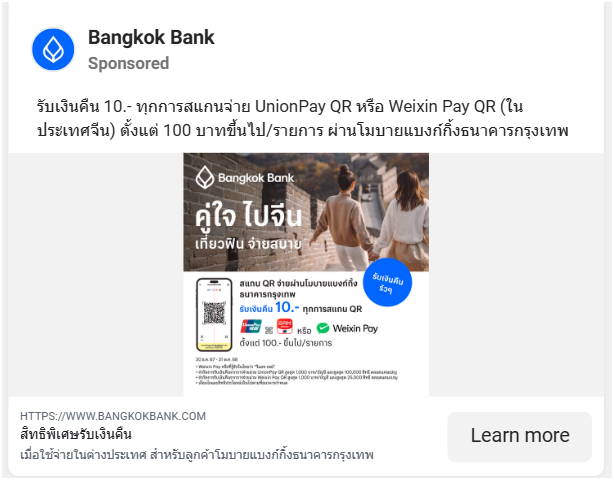 Bangkok Bank
Sponsored
รับเงินคืน 10.- ทุกการสแกนจ่าย UnionPay QR หรือ Weixin Pay QR (ใน
ประเทศจีน) ตั้งแต่ 100 บาทขึ้นไป/รายการ ผ่านโมบายแบงก์กิ้งธนาคารกรุงเทพ
Bangkok Bank
คู่ใจ ไปจีน
เที่ยวฟิน จ่ายสบาย
รับเงินคืน
รัวๆ
สแกน QR จ่ายผ่านโมบายแบงก์กิ้ง
ธนาคารกรุงเทพ
รับเงินคืน 10.- ทุกการสแกน QR
UnionPay หรือ Weixin Pay
ตั้งแต่ 100.- ขึ้นไป/รายการ
HTTPS://WWW.BANGKOKBANK.COM
สิทธิพิเศษรับเงินคืน
เมื่อใช้จ่ายในต่างประเทศ สำหรับลูกค้าโมบายแบงก์กิ้งธนาคารกรุงเทพ
Learn more